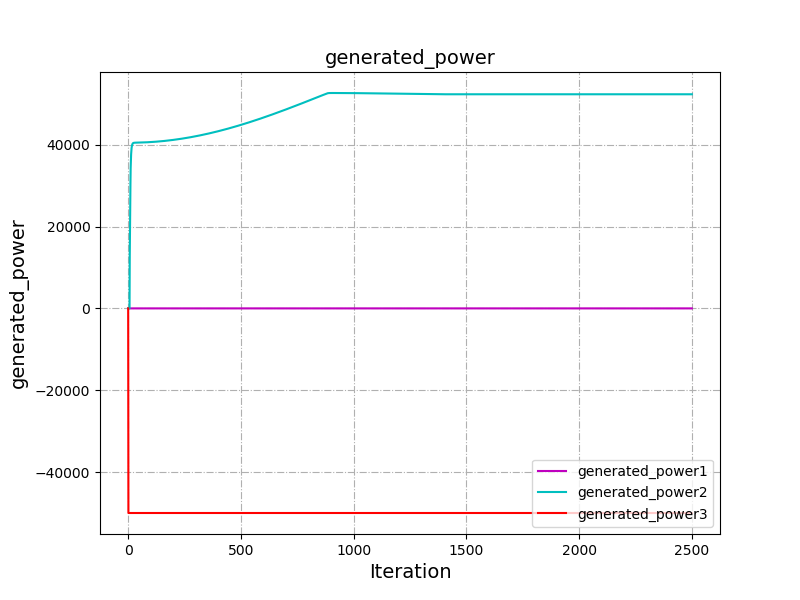 generated_power
generated_power
40000
20000
0
−20000
−40000
generated_power1
generated_power2
generated_power3
0
500
1000
1500
2000
2500
Iteration